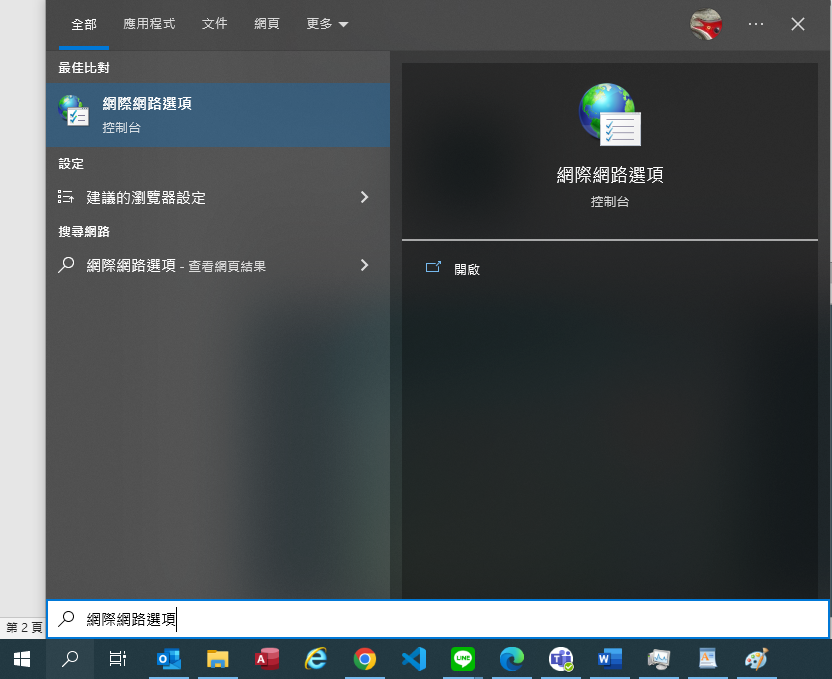 全部 應用程式 文件 網頁 更多
最佳比對
網際網路選項
控制台
設定
建議的瀏覽器設定
搜尋網路
網際網路選項 - 查看網頁結果
網際網路選項
控制台
開啟
網際網路選項
第 2 頁
LINE